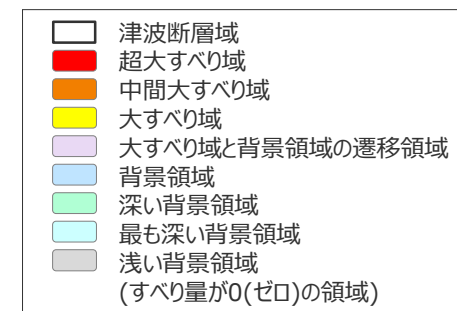 津波断層域
超大すべり域
中間大すべり域
大すべり域
大すべり域と背景領域の遷移領域
背景領域
深い背景領域
最も深い背景領域
浅い背景領域
(すべり量が0(ゼロ)の領域)